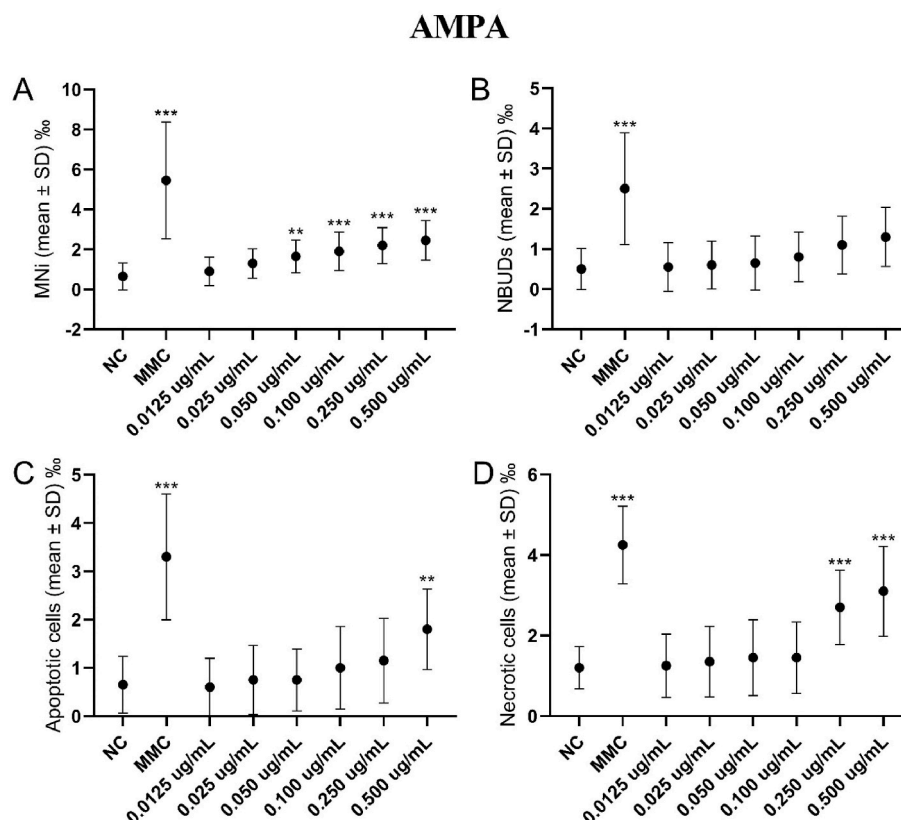 AMPA
A
MNi (mean ± SD) ‰
10
8
6
4
2
0
-2
***
**
***
***
***
NC
MMC
0.0125 ug/mL
0.025 ug/mL
0.050 ug/mL
0.100 ug/mL
0.250 ug/mL
0.500 ug/mL
B
NBUDs (mean ± SD) ‰
5
4
3
2
1
0
-1
***
NC
MMC
0.0125 ug/mL
0.025 ug/mL
0.050 ug/mL
0.100 ug/mL
0.250 ug/mL
0.500 ug/mL
C
Apoptotic cells (mean ± SD) ‰
5
4
3
2
1
0
***
**
NC
MMC
0.0125 ug/mL
0.025 ug/mL
0.050 ug/mL
0.100 ug/mL
0.250 ug/mL
0.500 ug/mL
D
Necrotic cells (mean ± SD) ‰
6
4
2
0
***
***
***
NC
MMC
0.0125 ug/mL
0.025 ug/mL
0.050 ug/mL
0.100 ug/mL
0.250 ug/mL
0.500 ug/mL